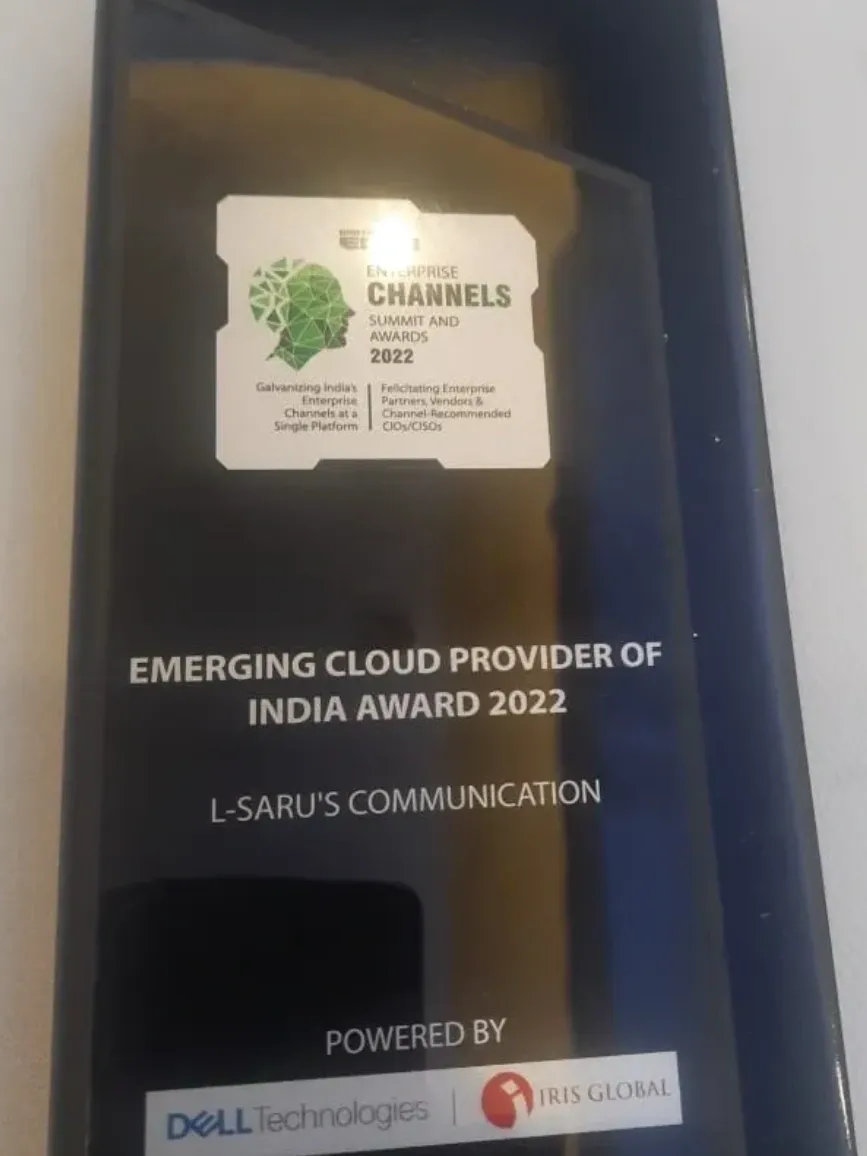 ENTERPRISE
CHANNELS
SUMMIT AND
AWARDS
2022
Galvanizing India's
Enterprise
Channels at a
Single Platform
Felicitating Enterprise
Partners, Vendors &
Channel-Recommended
CIOs/CISOs
EMERGING CLOUD PROVIDER OF
INDIA AWARD 2022
L-SARU'S COMMUNICATION
POWERED BY
DELL Technologies | IRIS GLOBAL